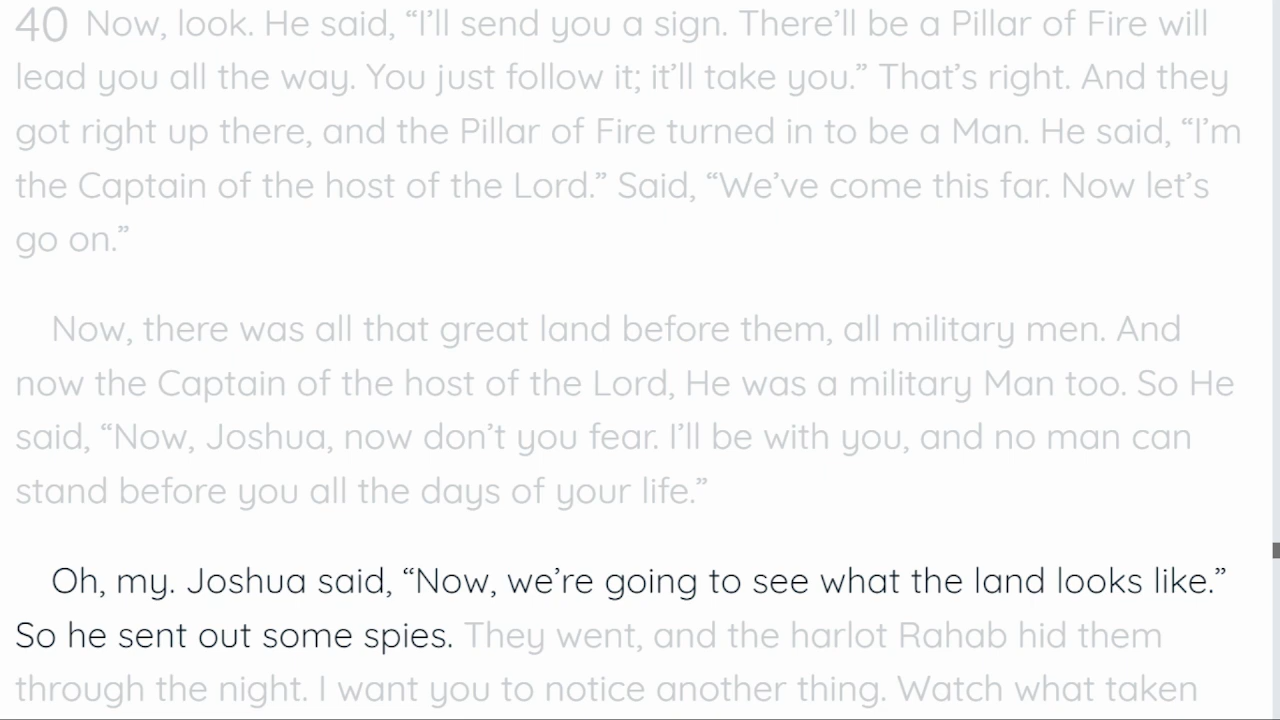 40 Now, look. He said, “I’ll send you a sign. There’ll be a Pillar of Fire will
lead you all the way. You just follow it; it’ll take you.” That’s right. And they
got right up there, and the Pillar of Fire turned in to be a Man. He said, “I’m
the Captain of the host of the Lord.” Said, “We’ve come this far. Now let’s
go on.”
Now, there was all that great land before them, all military men. And
now the Captain of the host of the Lord, He was a military Man too. So He
said, “Now, Joshua, now don’t you fear. I’ll be with you, and no man can
stand before you all the days of your life.”
Oh, my. Joshua said, “Now, we’re going to see what the land looks like.”
So he sent out some spies. They went, and the harlot Rahab hid them
through the night. I want you to notice another thing. Watch what taken